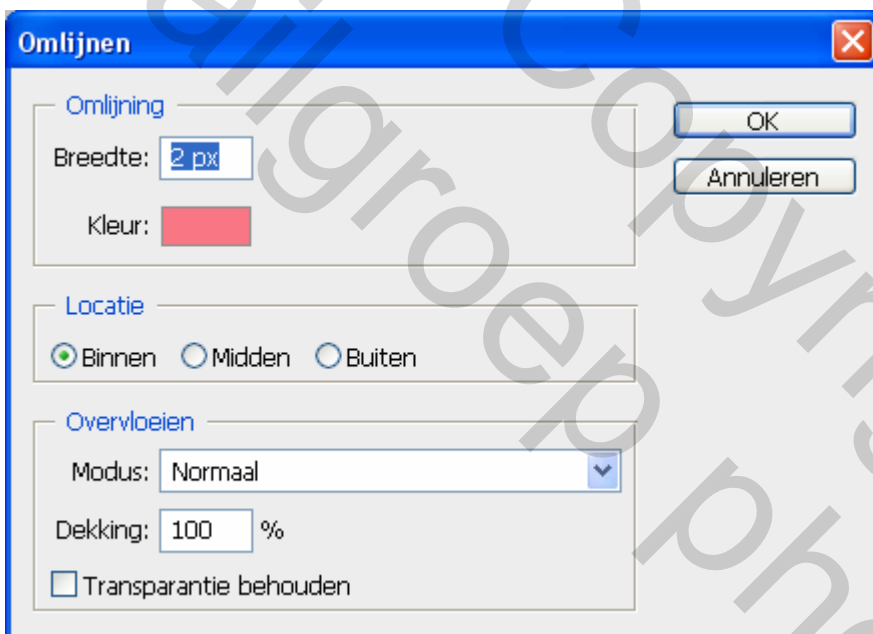 Omlijnen
Omlijning
Breedte: 2 px
Kleur:
OK
Annuleren
Locatie
Binnen Midden Buiten
Overvloeien
Modus: Normaal
Dekking: 100 %
Transparantie behouden